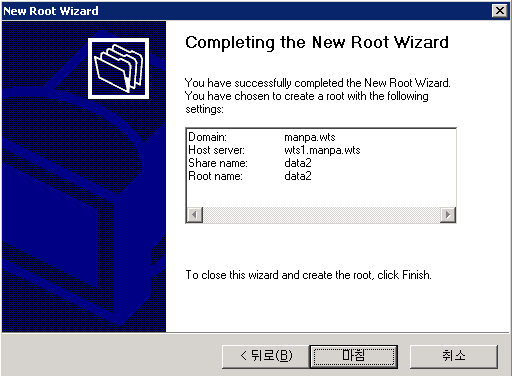 New Root Wizard
Completing the New Root Wizard
You have successfully completed the New Root Wizard.
You have chosen to create a root with the following
settings:
Domain: manpa.wts
Host server: wts1.manpa.wts
Share name: data2
Root name: data2
To close this wizard and create the root, click Finish.
< 뒤로(B) 마침 취소